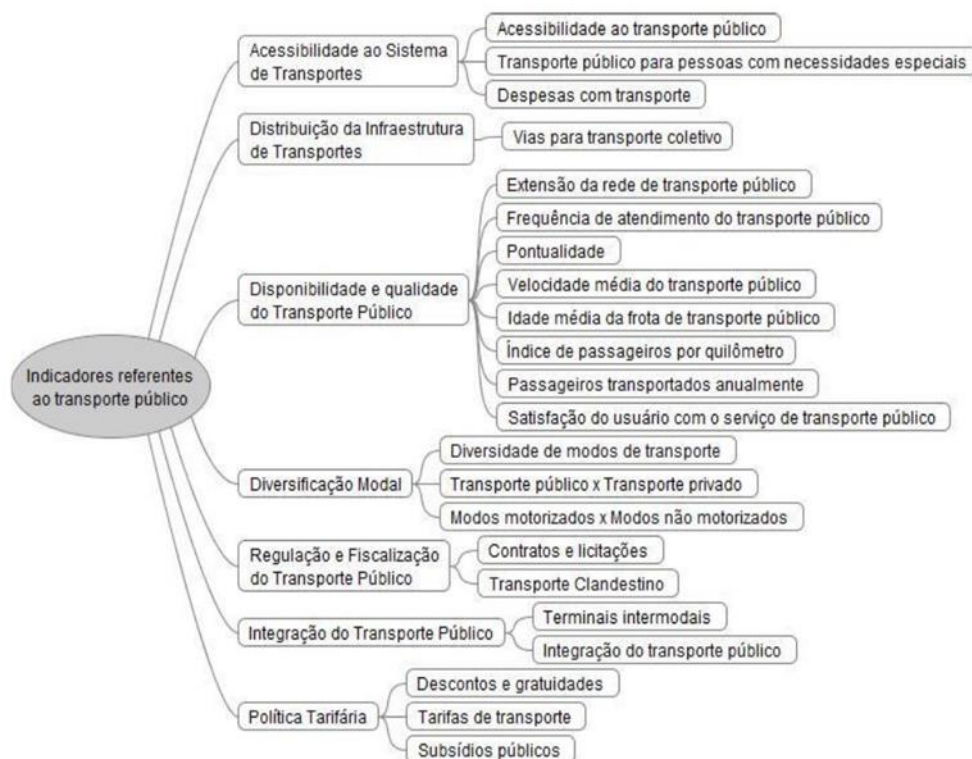 Indicadores referentes
ao transporte público
Acessibilidade ao Sistema
de Transportes
Acessibilidade ao transporte público
Transporte público para pessoas com necessidades especiais
Despesas com transporte
Distribuição da Infraestrutura
de Transportes
Vias para transporte coletivo
Disponibilidade e qualidade
do Transporte Público
Extensão da rede de transporte público
Frequência de atendimento do transporte público
Pontualidade
Velocidade média do transporte público
Idade média da frota de transporte público
Índice de passageiros por quilômetro
Passageiros transportados anualmente
Satisfação do usuário com o serviço de transporte público
Diversificação Modal
Diversidade de modos de transporte
Transporte público x Transporte privado
Modos motorizados x Modos não motorizados
Regulação e Fiscalização
do Transporte Público
Contratos e licitações
Transporte Clandestino
Integração do Transporte Público
Terminais intermodais
Integração do transporte público
Política Tarifária
Descontos e gratuidades
Tarifas de transporte
Subsídios públicos